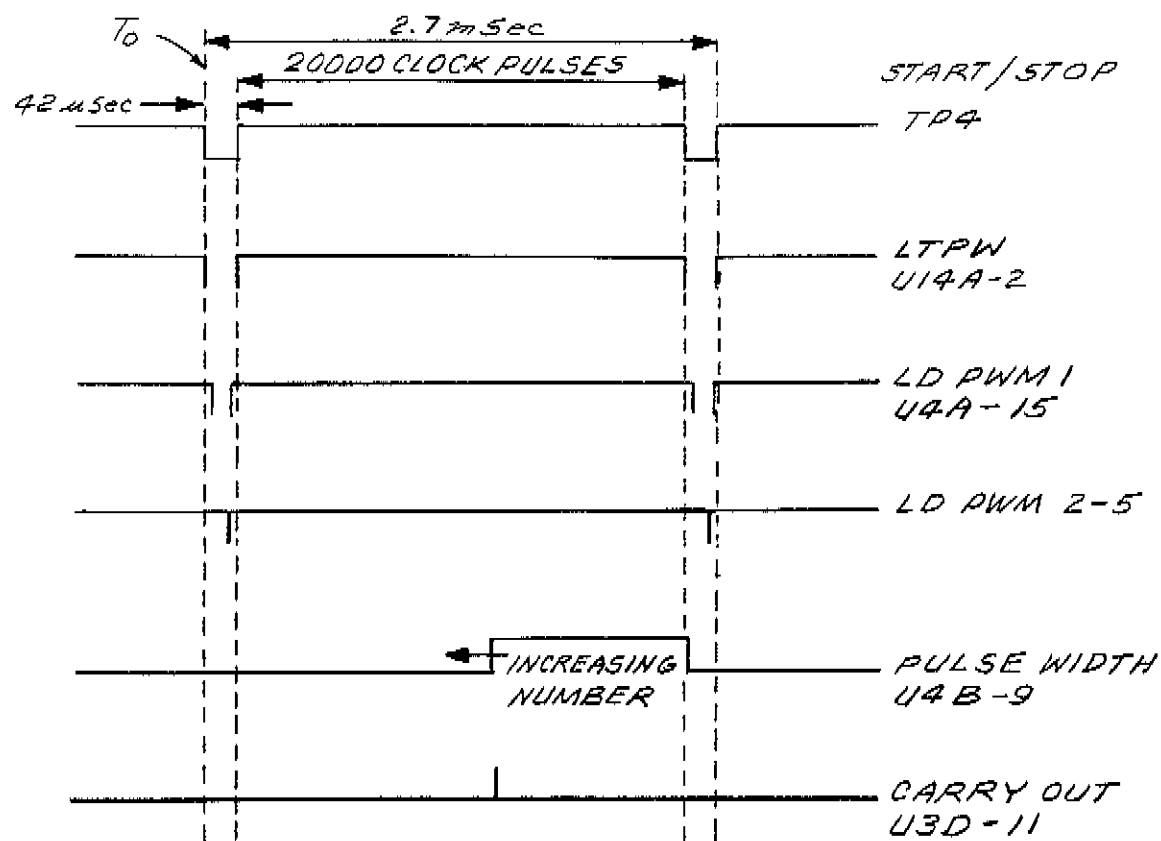 T0
2.7 mSec
20000 CLOCK PULSES
42 uSec
START/STOP
TP4
LTPW
U14A-2
LD PWM 1
U4A-15
LD PWM 2-5
INCREASING
NUMBER
PULSE WIDTH
U4B-9
CARRY OUT
U3D-11